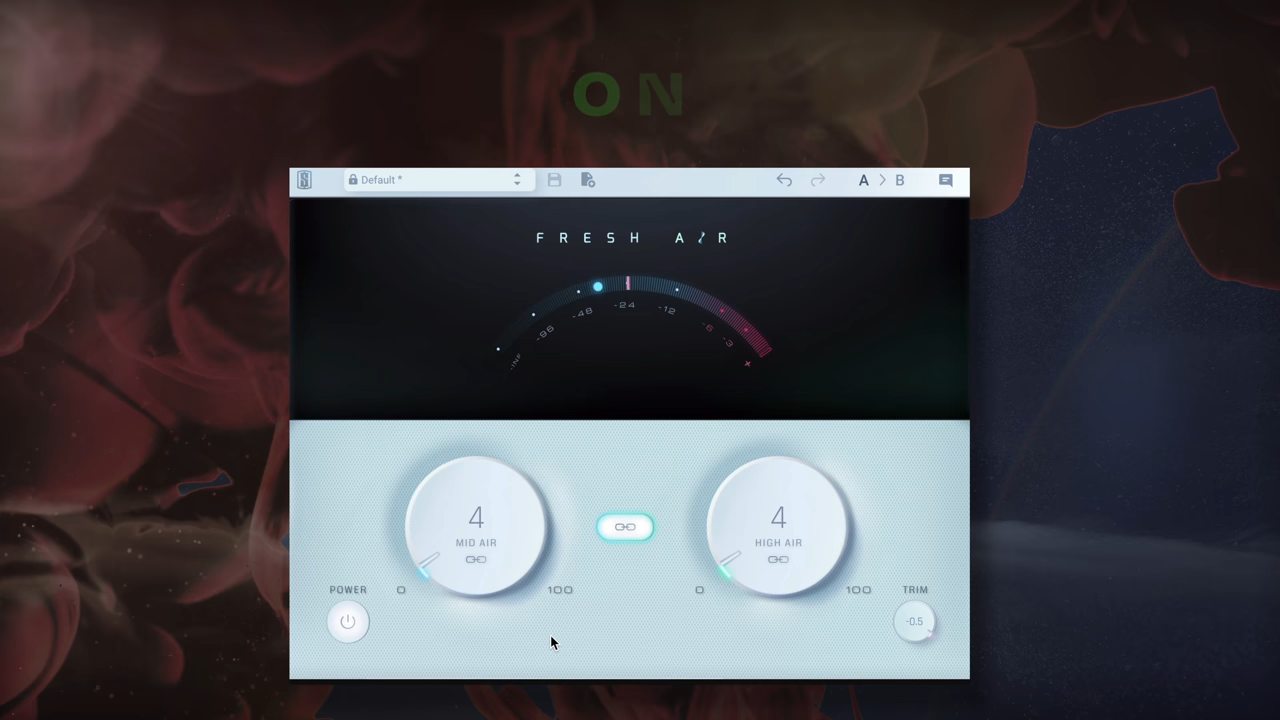 ON
Default *
A > B
FRESH AIR
-INF -96 -48 -24 -12 -6 -3 +
4 4
MID AIR HIGH AIR
POWER 0 100 0 100 TRIM
-0.5